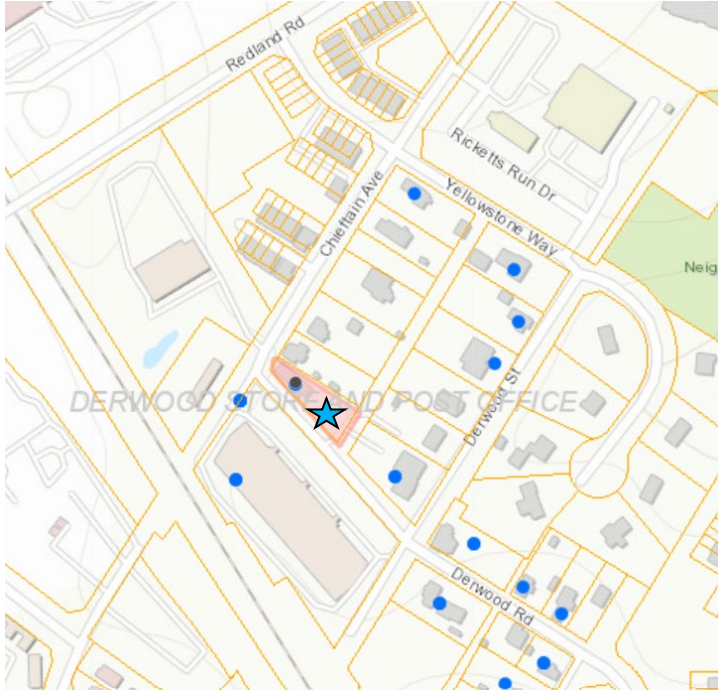 Redland Rd
Ricketts Run Dr
Yellowstone Way
Chieftain Ave
Neig
DERWOOD STORE AND POST OFFICE
Derwood St
Derwood Rd